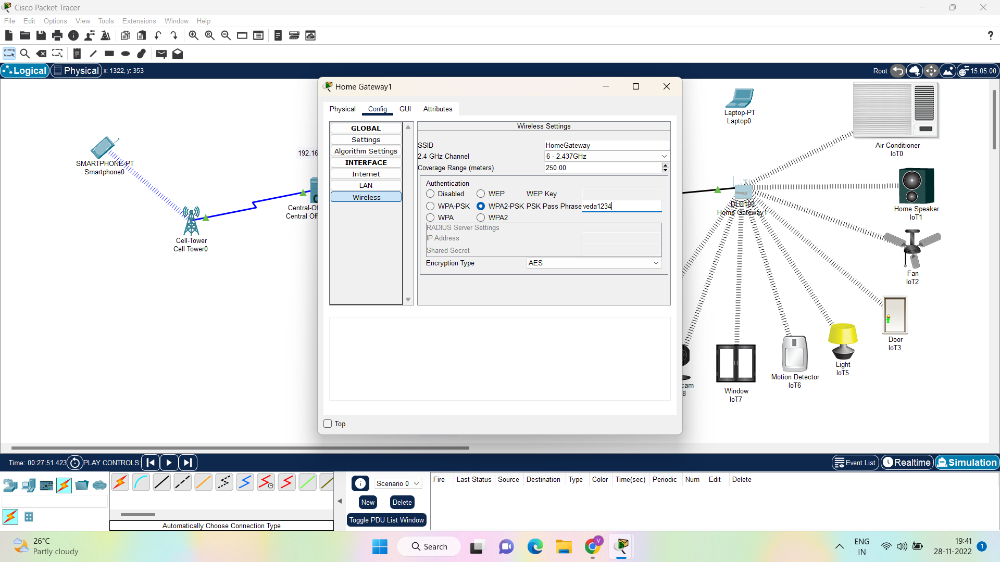 Cisco Packet Tracer
File Edit Options View Tools Extensions Window Help
?
Logical Physical x: 1322, y: 353
Root 15:05:00
Home Gateway1
Physical Config GUI Attributes
GLOBAL
Settings
Algorithm Settings
INTERFACE
Internet
LAN
Wireless
Wireless Settings
SSID HomeGateway
2.4 GHz Channel 6 - 2.437GHz
Coverage Range (meters) 250.00
Authentication
Disabled WEP WEP Key
WPA-PSK WPA2-PSK PSK Pass Phrase veda1234
WPA WPA2
RADIUS Server Settings
IP Address
Shared Secret
Encryption Type AES
Top
SMARTPHONE-PT
Smartphone0
192.16
Central-Of
Central Off
Cell-Tower
Cell Tower0
Laptop-PT
Laptop0
Air Conditioner
IoT0
Home Speaker
IoT1
DLC100
Home Gateway1
Fan
IoT2
Door
IoT3
Light
IoT5
Motion Detector
IoT6
Window
IoT7
cam
8
Time: 00:27:51.423 PLAY CONTROLS:
Event List Realtime Simulation
Automatically Choose Connection Type
Scenario 0
New Delete
Toggle PDU List Window
Fire Last Status Source Destination Type Color Time(sec) Periodic Num Edit Delete
26°C
Partly cloudy
Search
V
ENG
IN
19:41
28-11-2022
1